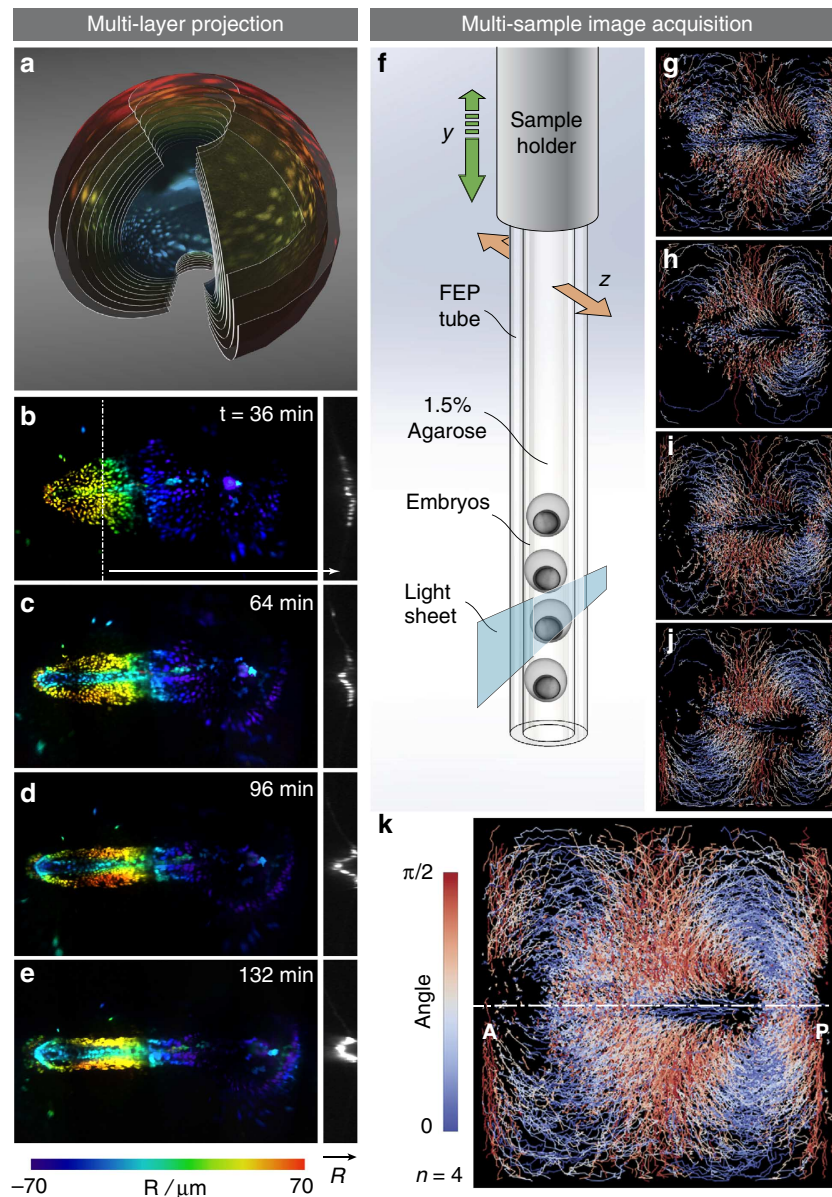 Multi-layer projection
a
b
t = 36 min
c
64 min
d
96 min
e
132 min
R
–70
R / μm
70
Multi-sample image acquisition
f
y
Sample
holder
z
FEP
tube
1.5%
Agarose
Embryos
Light
sheet
g
h
i
j
k
π/2
Angle
0
n = 4
A
P